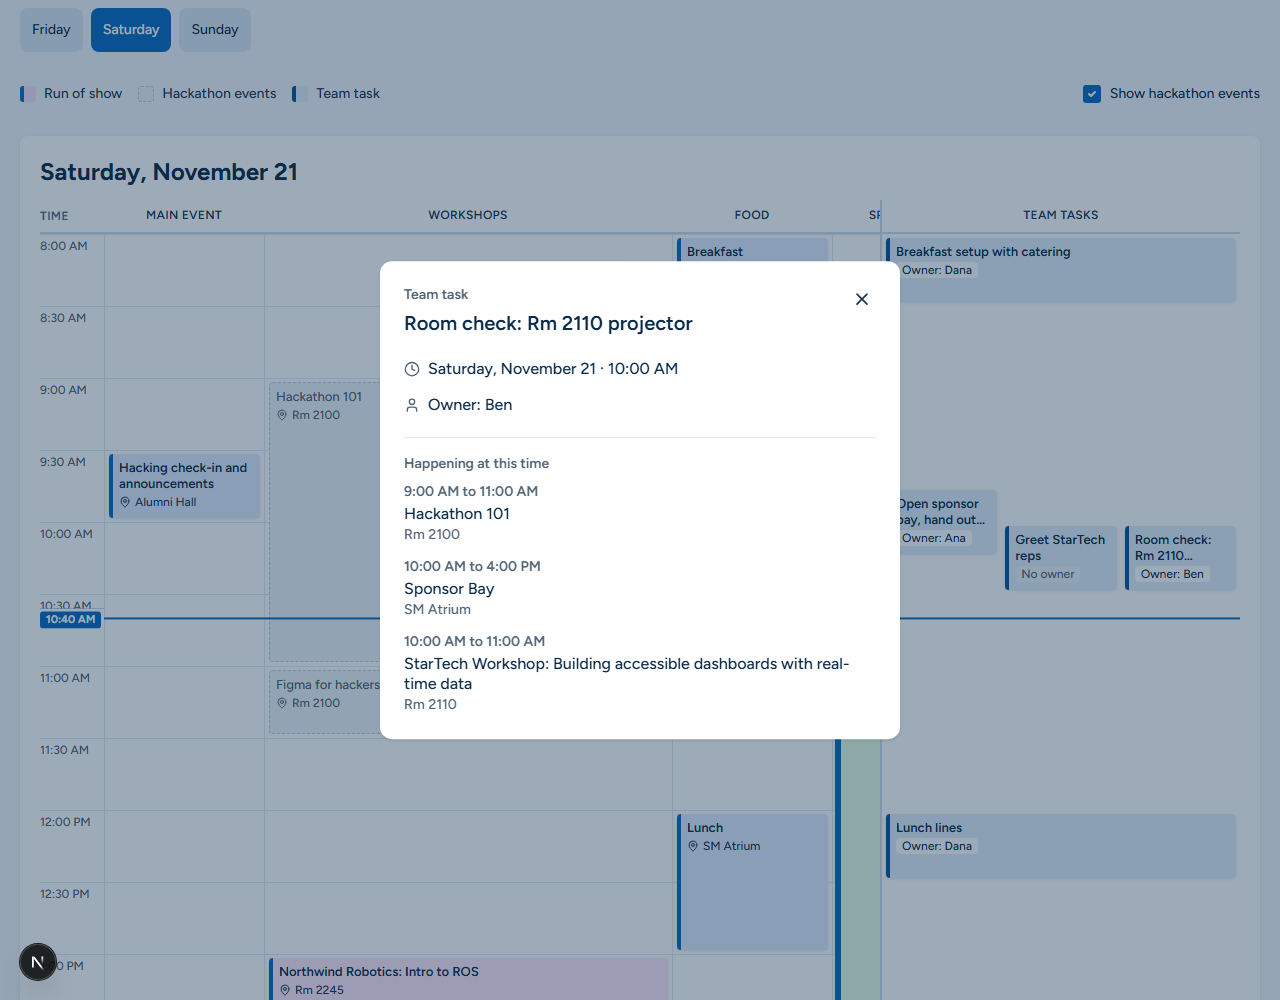 Friday
Saturday
Sunday
Run of show
Hackathon events
Team task
Show hackathon events
Saturday, November 21
TIME
MAIN EVENT
WORKSHOPS
FOOD
TEAM TASKS
8:00 AM
8:30 AM
9:00 AM
9:30 AM
10:00 AM
10:30 AM
10:40 AM
11:00 AM
11:30 AM
12:00 PM
12:30 PM
Hacking check-in and
announcements
Alumni Hall
Hackathon 101
Rm 2100
Figma for hackers
Rm 2100
Northwind Robotics: Intro to ROS
Rm 2245
Breakfast
Lunch
SM Atrium
Breakfast setup with catering
Owner: Dana
Open sponsor
bay, hand out...
Owner: Ana
Greet StarTech
reps
No owner
Room check:
Rm 2110...
Owner: Ben
Lunch lines
Owner: Dana
Team task
Room check: Rm 2110 projector
Saturday, November 21 · 10:00 AM
Owner: Ben
Happening at this time
9:00 AM to 11:00 AM
Hackathon 101
Rm 2100
10:00 AM to 4:00 PM
Sponsor Bay
SM Atrium
10:00 AM to 11:00 AM
StarTech Workshop: Building accessible dashboards with real-
time data
Rm 2110
N